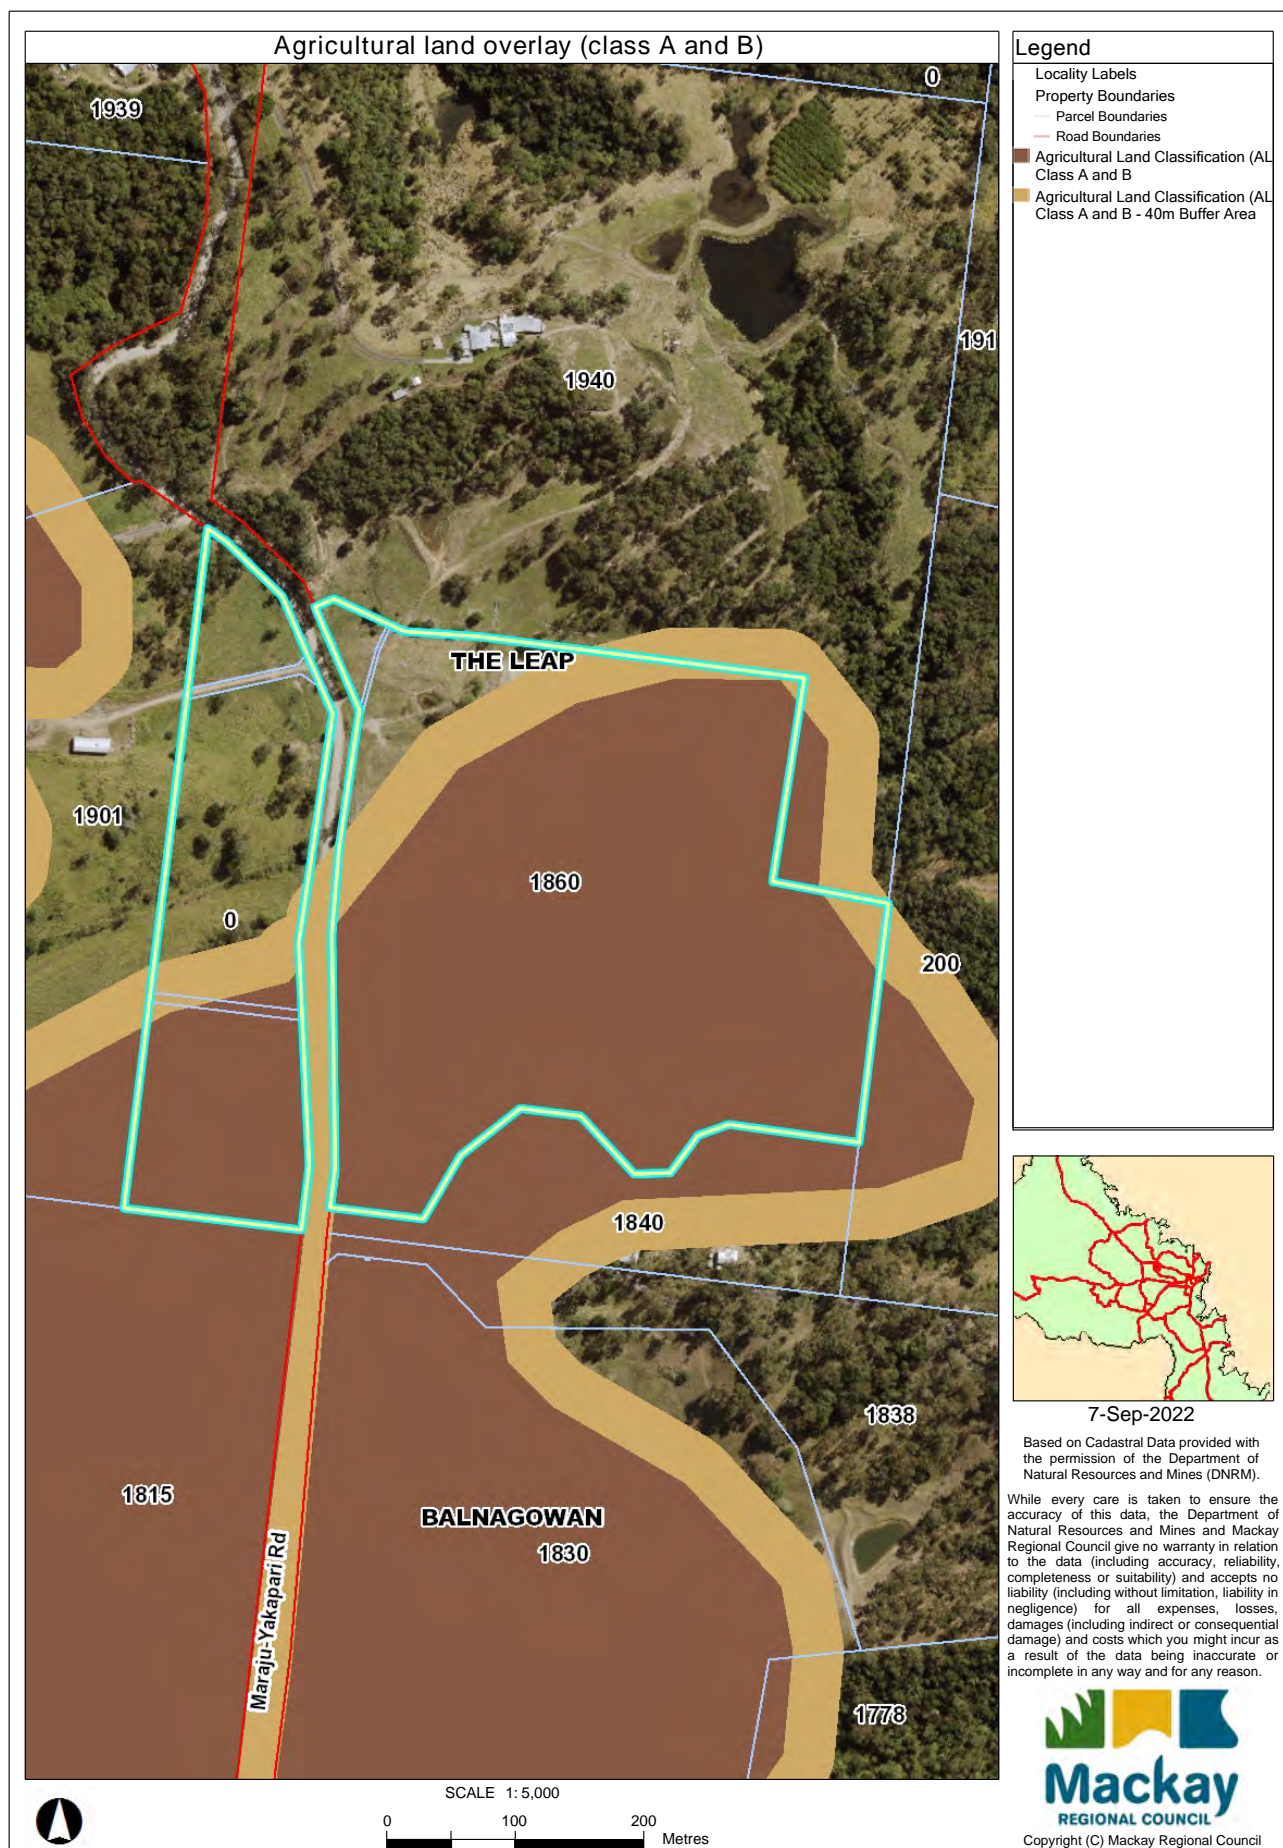 Agricultural land overlay (class A and B)
Legend
Locality Labels
Property Boundaries
Parcel Boundaries
Road Boundaries
Agricultural Land Classification (AL
Class A and B
Agricultural Land Classification (AL
Class A and B - 40m Buffer Area
0
1939
191
1940
THE LEAP
1901
1860
0
200
1840
1838
1815
BALNAGOWAN
1830
Maraju-Yakapari Rd
1778
7-Sep-2022
Based on Cadastral Data provided with
the permission of the Department of
Natural Resources and Mines (DNRM).
While every care is taken to ensure the
accuracy of this data, the Department of
Natural Resources and Mines and Mackay
Regional Council give no warranty in relation
to the data (including accuracy, reliability,
completeness or suitability) and accepts no
liability (including without limitation, liability in
negligence) for all expenses, losses,
damages (including indirect or consequential
damage) and costs which you might incur as
a result of the data being inaccurate or
incomplete in any way and for any reason.
Mackay
REGIONAL COUNCIL
Copyright (C) Mackay Regional Council
SCALE 1: 5,000
0 100 200
Metres